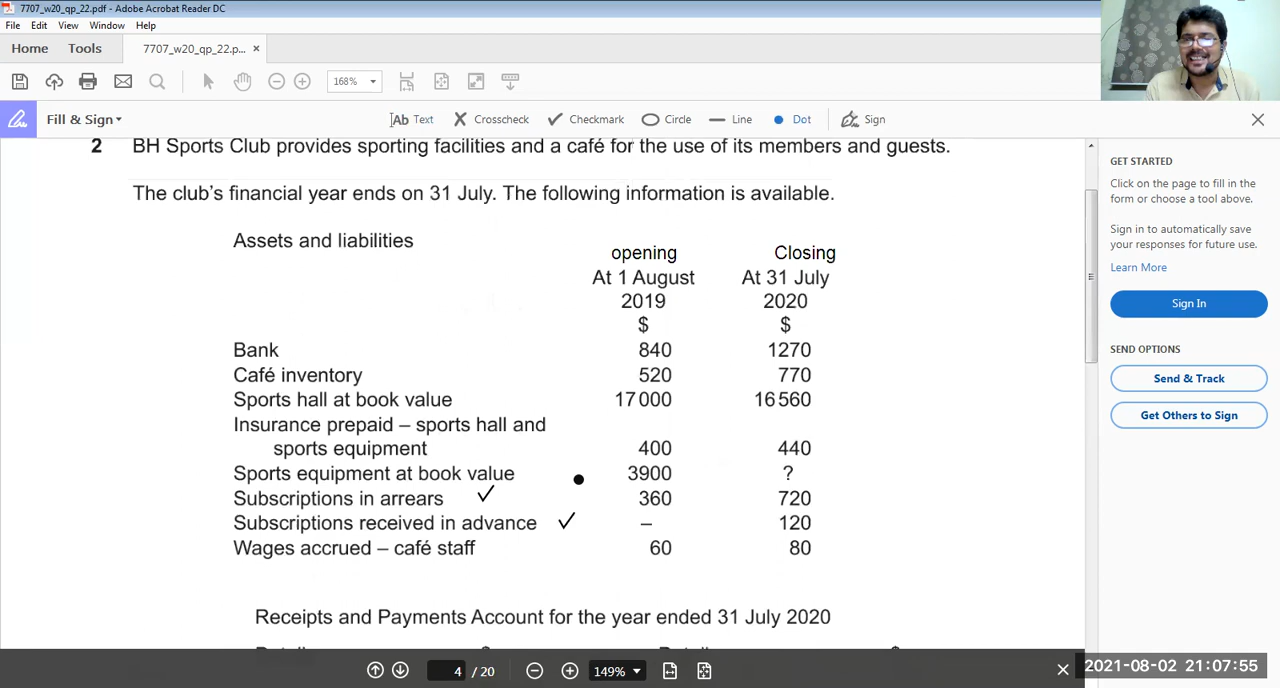 7707_w20_qp_22.pdf - Adobe Acrobat Reader DC
File Edit View Window Help
Home Tools 7707_w20_qp_22.p... ×
168%
Fill & Sign
Ab Text Crosscheck Checkmark Circle Line Dot Sign
2 BH Sports Club provides sporting facilities and a café for the use of its members and guests.
The club's financial year ends on 31 July. The following information is available.
Assets and liabilities
opening Closing
At 1 August At 31 July
2019 2020
$ $
Bank 840 1270
Café inventory 520 770
Sports hall at book value 17 000 16 560
Insurance prepaid – sports hall and
sports equipment 400 440
Sports equipment at book value 3900 ?
Subscriptions in arrears 360 720
Subscriptions received in advance – 120
Wages accrued – café staff 60 80
Receipts and Payments Account for the year ended 31 July 2020
GET STARTED
Click on the page to fill in the
form or choose a tool above.
Sign in to automatically save
your responses for future use.
Learn More
Sign In
SEND OPTIONS
Send & Track
Get Others to Sign
4 / 20 149%
2021-08-02 21:07:55